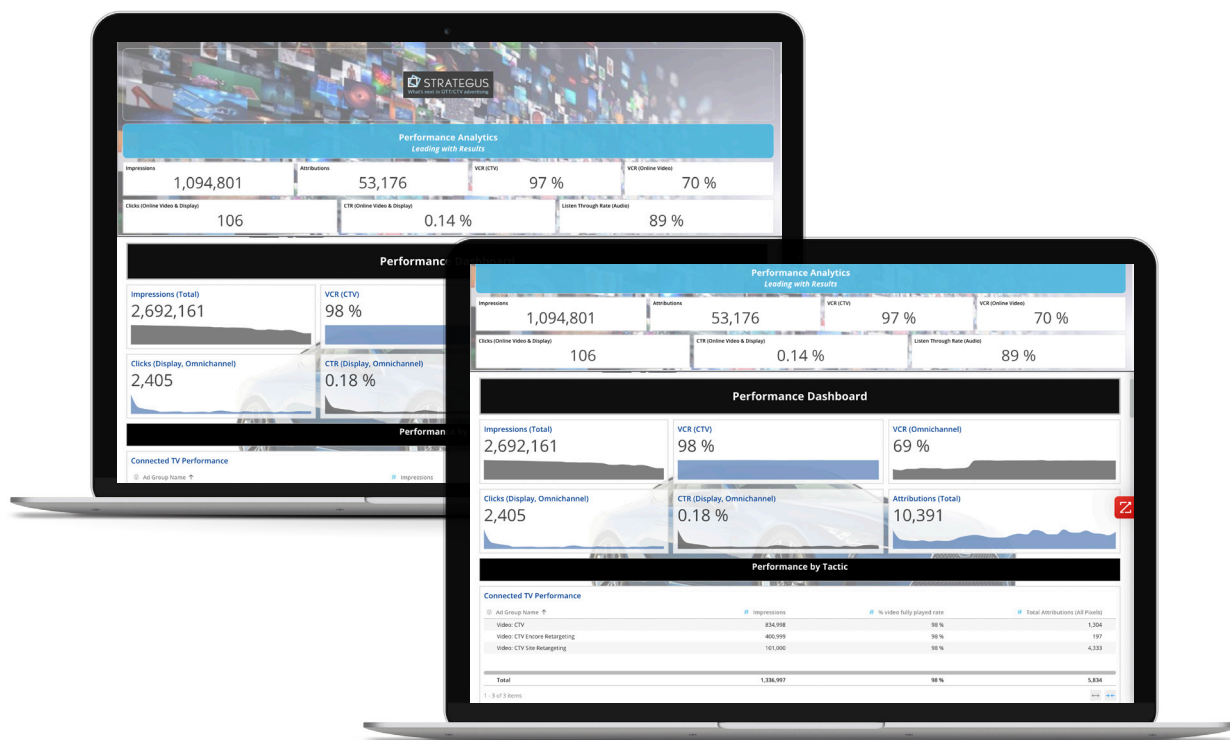 STRATEGUS
What's next in OTT/CTV advertising
Performance Analytics
Leading with Results
Impressions
1,094,801
Attributions
53,176
VCR (CTV)
97 %
VCR (Online Video)
70 %
Clicks (Online Video & Display)
106
CTR (Online Video & Display)
0.14 %
Listen Through Rate (Audio)
89 %
Performance Dashboard
Impressions (Total)
2,692,161
VCR (CTV)
98 %
Clicks (Display, Omnichannel)
2,405
CTR (Display, Omnichannel)
0.18 %
Performance by
Connected TV Performance
Ad Group Name ↑
# Impressions
Performance Analytics
Leading with Results
Impressions
1,094,801
Attributions
53,176
VCR (CTV)
97 %
VCR (Online Video)
70 %
Clicks (Online Video & Display)
106
CTR (Online Video & Display)
0.14 %
Listen Through Rate (Audio)
89 %
Performance Dashboard
Impressions (Total)
2,692,161
VCR (CTV)
98 %
VCR (Omnichannel)
69 %
Clicks (Display, Omnichannel)
2,405
CTR (Display, Omnichannel)
0.18 %
Attributions (Total)
10,391
Performance by Tactic
Connected TV Performance
Ad Group Name ↑ # Impressions # % video fully played rate # Total Attributions (All Pixels)
Video: CTV 834,998 98 % 1,304
Video: CTV Encore Retargeting 400,999 98 % 197
Video: CTV Site Retargeting 101,000 98 % 4,333
Total 1,336,997 98 % 5,834
1 - 3 of 3 items